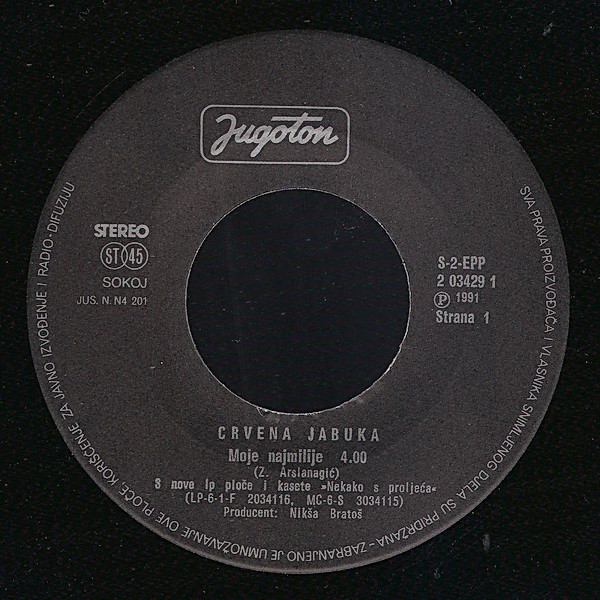 Jugoton
STEREO
ST 45
SOKOJ
JUS. N. N4 201
S-2-EPP
2 03429 1
Ⓟ 1991
Strana 1
CRVENA JABUKA
Moje najmilije 4.00
(Z. Arslanagić)
S nove lp ploče i kasete »Nekako s proljeća«
(LP-6-1-F 2034116, MC-6-S 3034115)
Producent: Nikša Bratoš
SVA PRAVA PROIZVOĐAČA I VLASNIKA SNIMLJENOG DJELA SU PRIDRŽANA - ZABRANJENO JE UMNOŽAVANJE OVE PLOČE, KORIŠĆENJE ZA JAVNO IZVOĐENJE I RADIO-DIFUZIJU